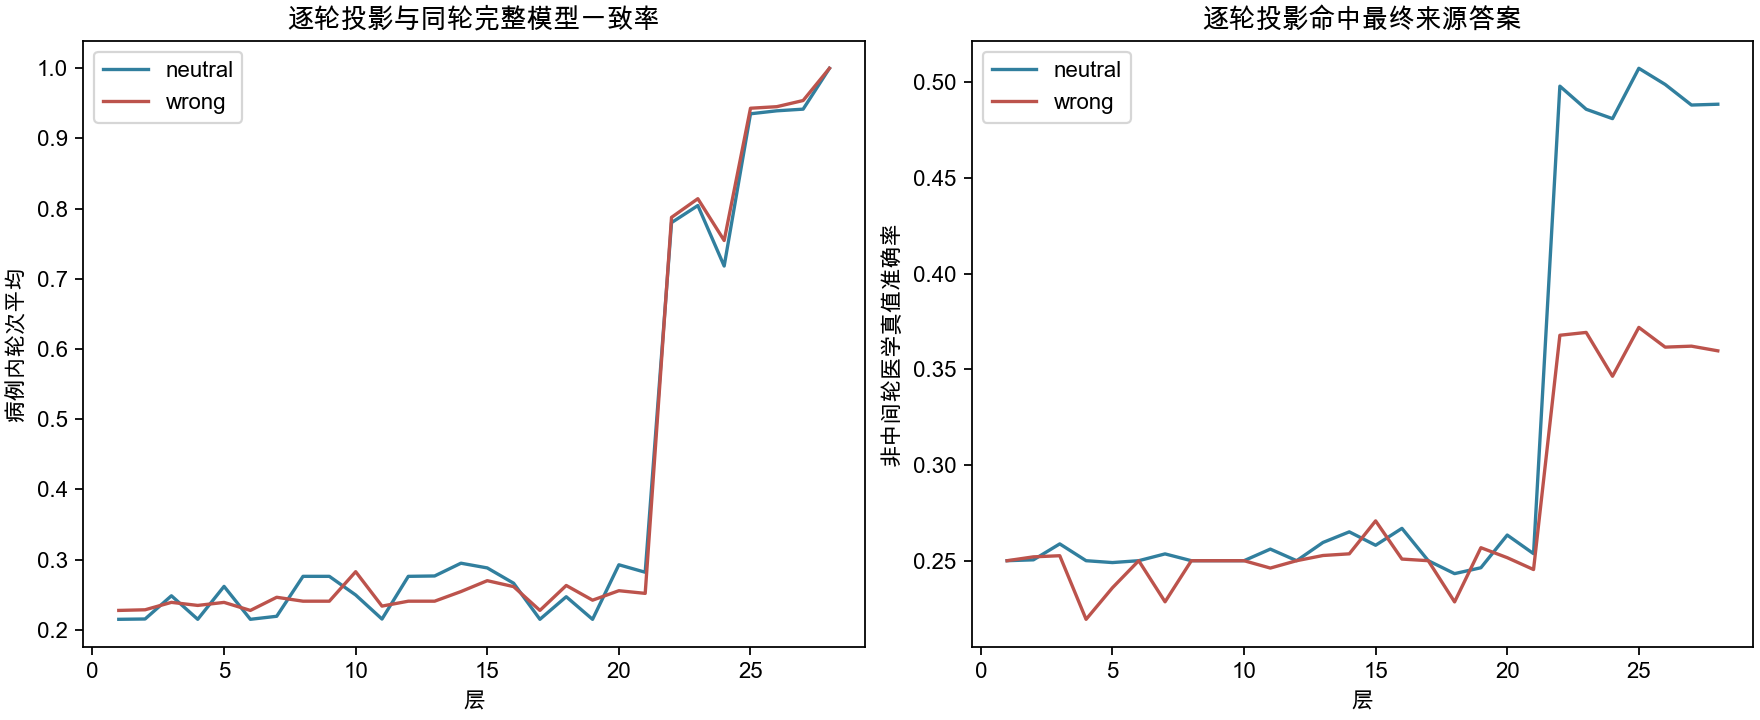 逐轮投影与同轮完整模型一致率
neutral
wrong
1.0
0.9
0.8
0.7
0.6
0.5
0.4
0.3
0.2
病例内轮次平均
0
5
10
15
20
25
层
逐轮投影命中最终来源答案
neutral
wrong
0.50
0.45
0.40
0.35
0.30
0.25
非中间轮医学真值准确率
0
5
10
15
20
25
层